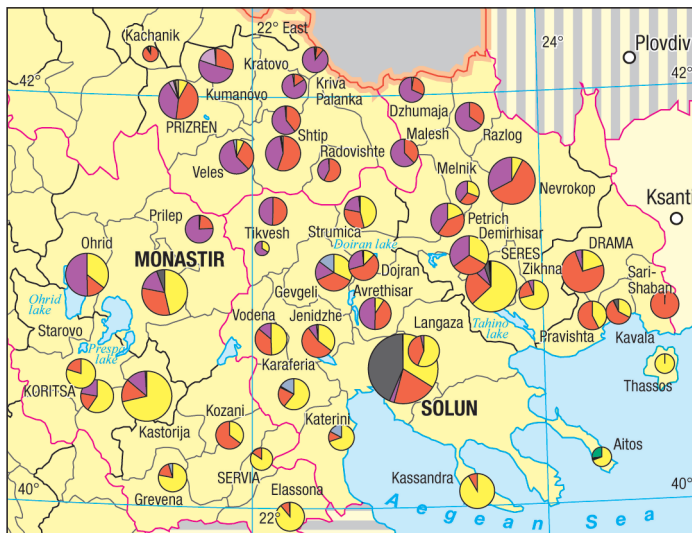 Kachanik
22°
East
24°
Plovdiv
Kratovo
42°
Kumanovo
Kriva
Palanka
42°
PRIZREN
Dzhumaja
Shtip
Malesh
Razlog
Veles
Radovishte
Melnik
Nevrokop
Ksanti
Prilep
Tikvesh
Strumica
Petrich
Ohrid
MONASTIR
Doiran lake
Demirhisar
SERES
DRAMA
Dojran
Zikhna
Sari-
Shaban
Ohrid
lake
Gevgeli
Avrethisar
Starovo
Vodena
Jenidzhe
Langaza
Tahino
lake
Pravishta
Kavala
Prespa
lake
Karaferia
Thassos
KORITSA
SOLUN
Kastorija
Kozani
Katerini
Aitos
SERVIA
Kassandra
40°
Grevena
Elassona
40°
22°
Aegean Sea